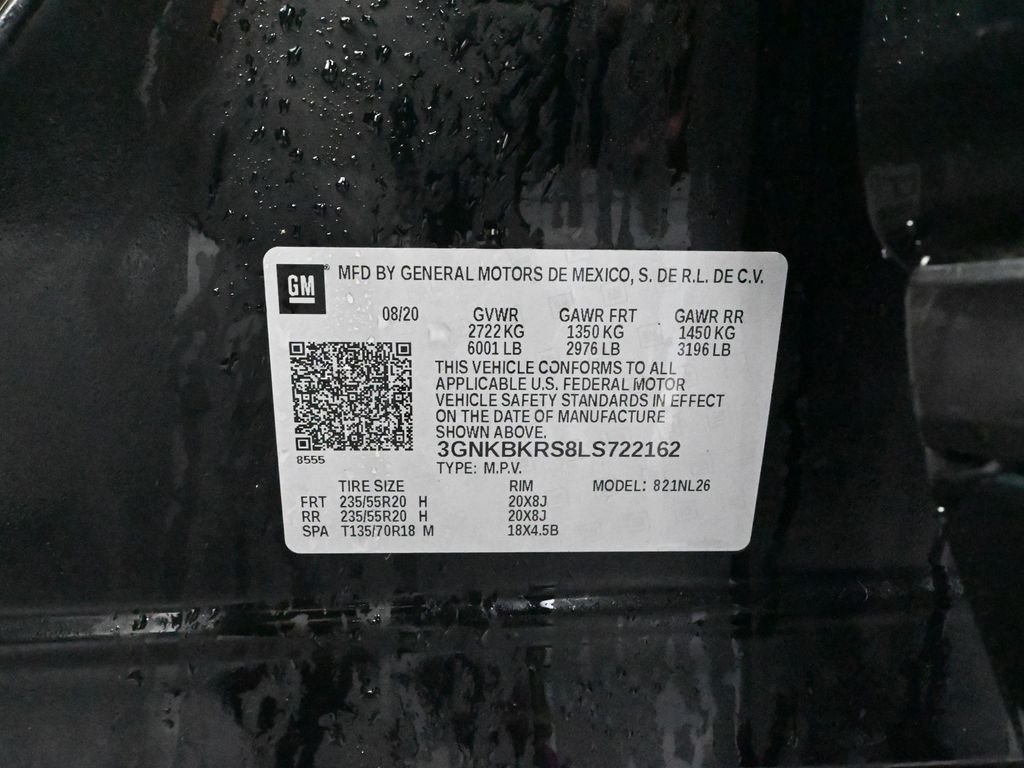 GM
MFD BY GENERAL MOTORS DE MEXICO, S. DE R.L. DE C.V.
08/20 GVWR GAWR FRT GAWR RR
2722 KG 1350 KG 1450 KG
6001 LB 2976 LB 3196 LB
THIS VEHICLE CONFORMS TO ALL
APPLICABLE U.S. FEDERAL MOTOR
VEHICLE SAFETY STANDARDS IN EFFECT
ON THE DATE OF MANUFACTURE
SHOWN ABOVE.
3GNKBKRS8LS722162
8555
TYPE: M.P.V.
TIRE SIZE RIM MODEL: 821NL26
FRT 235/55R20 H 20X8J
RR 235/55R20 H 20X8J
SPA T135/70R18 M 18X4.5B